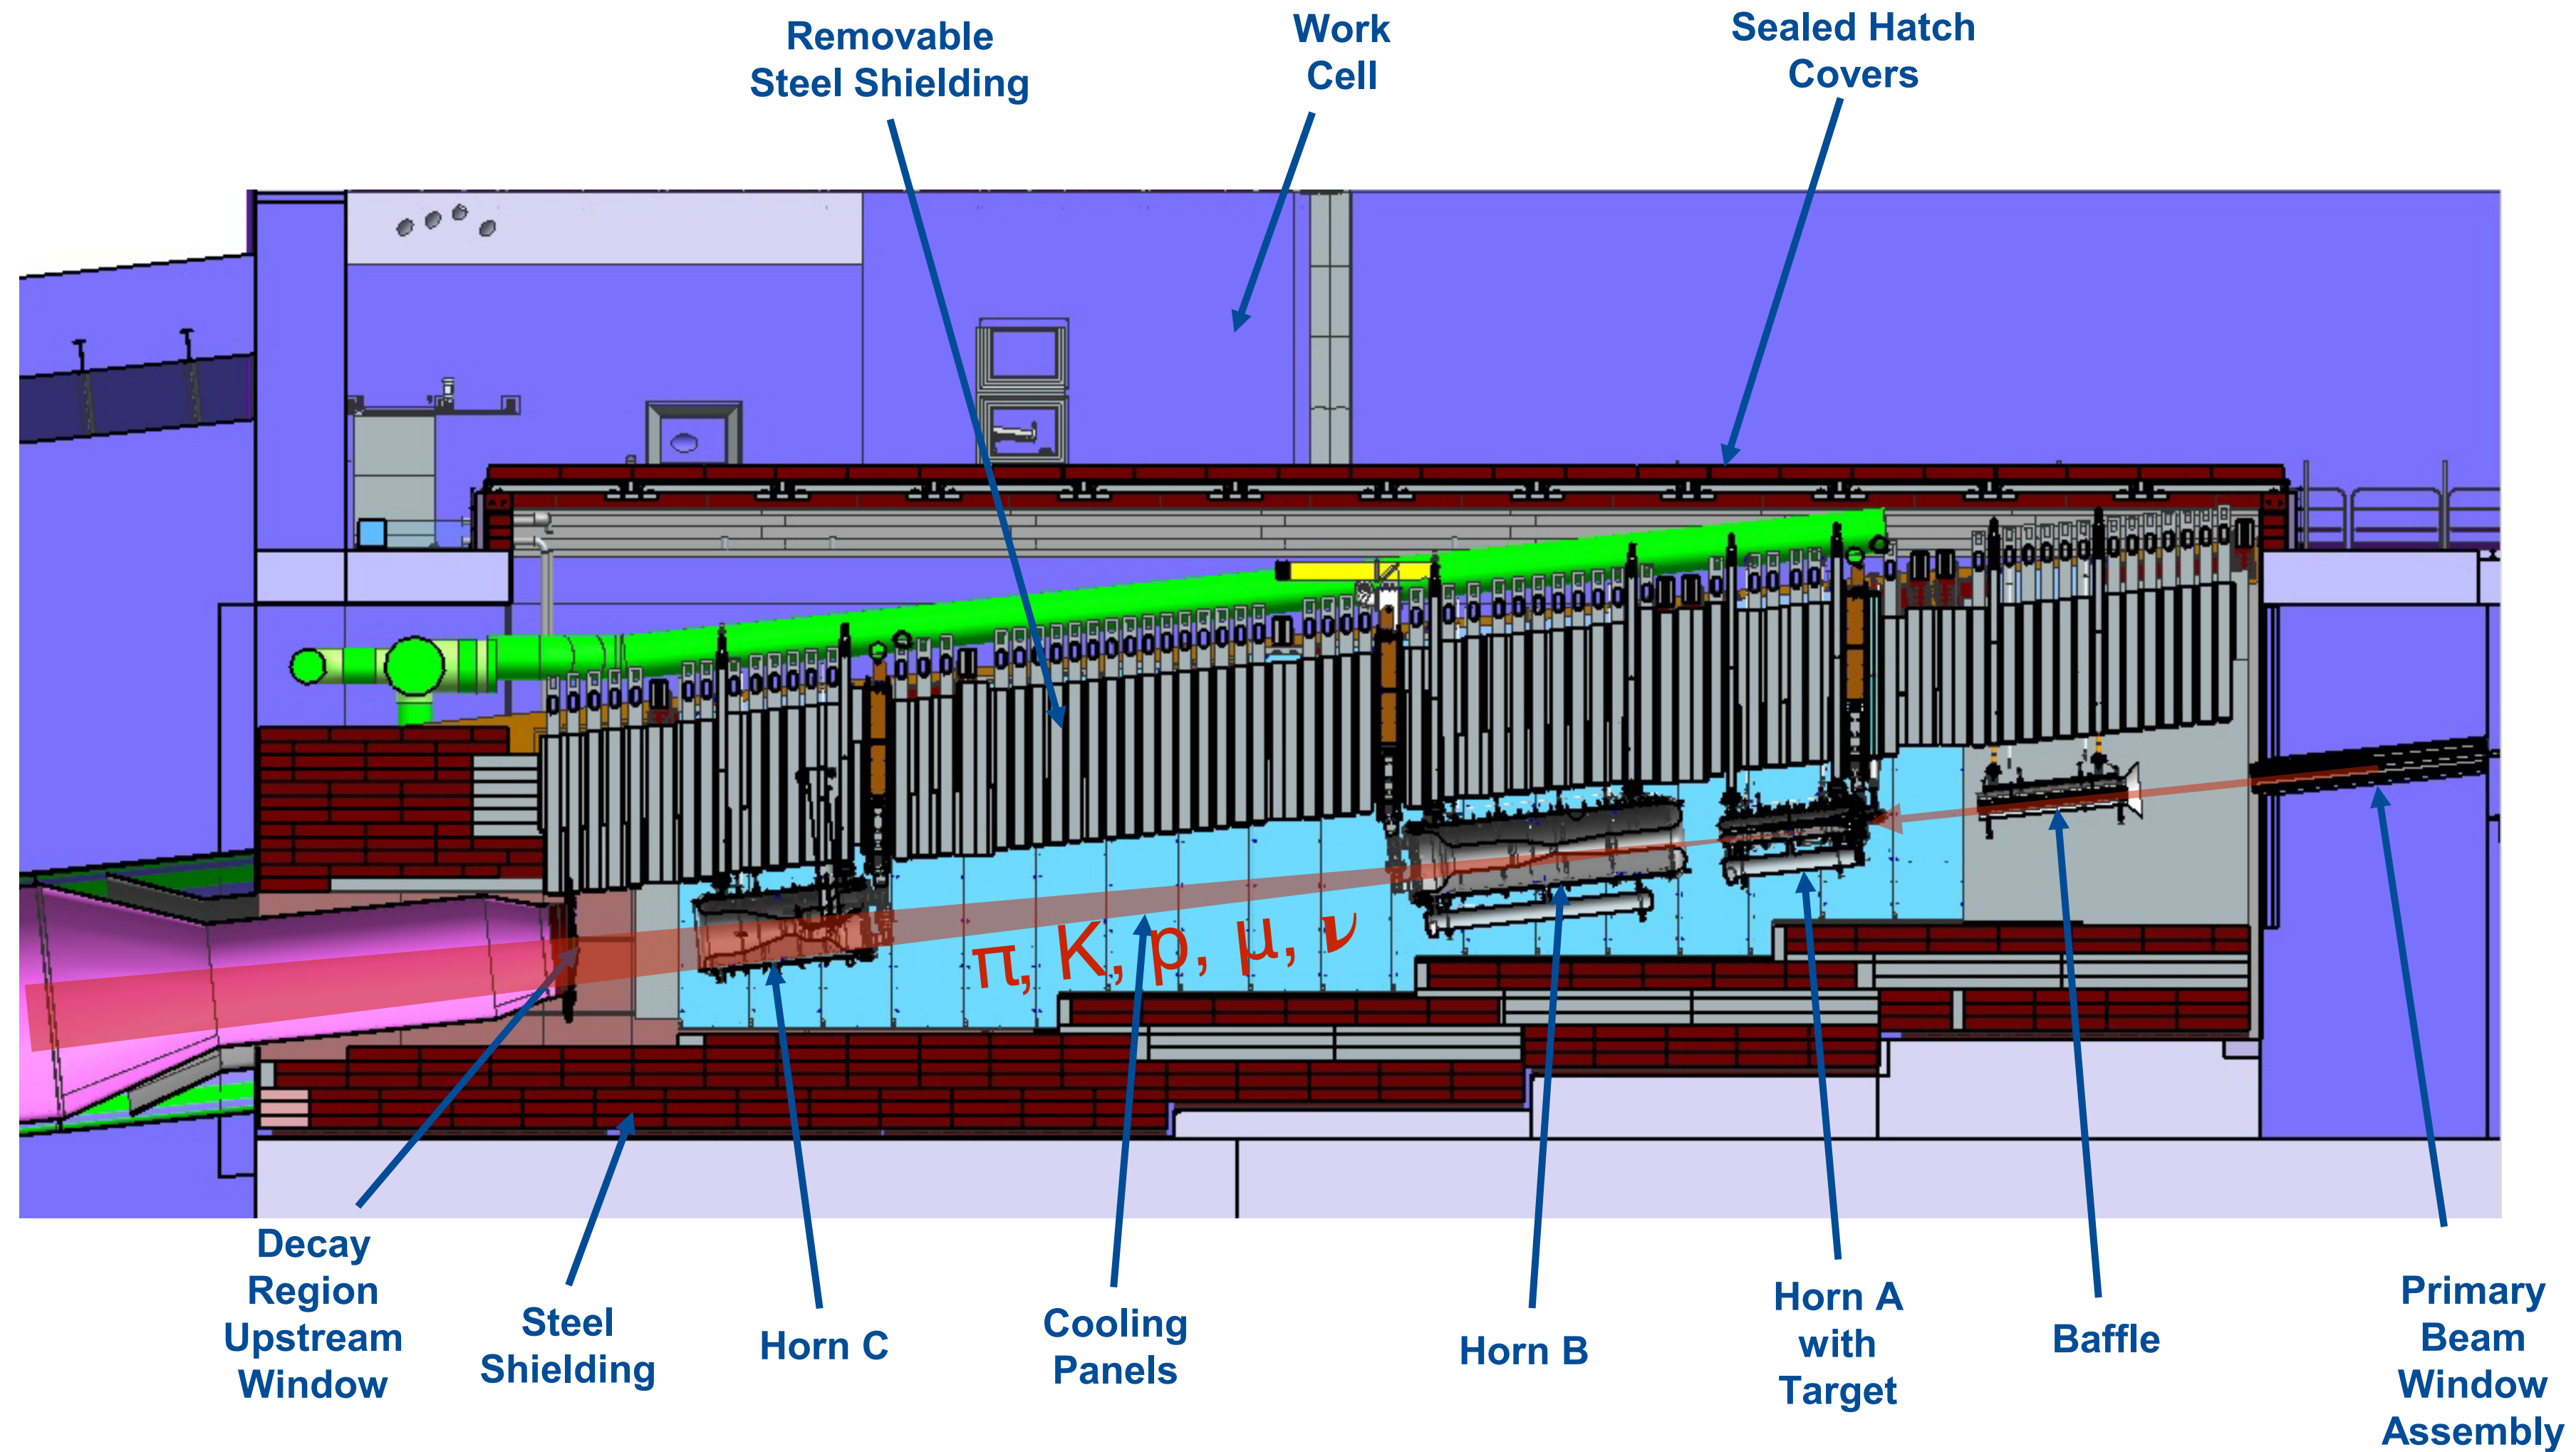 Removable
Steel Shielding
Work
Cell
Sealed Hatch
Covers
π, K, p, μ, ν
Decay
Region
Upstream
Window
Steel
Shielding
Horn C
Cooling
Panels
Horn B
Horn A
with
Target
Baffle
Primary
Beam
Window
Assembly